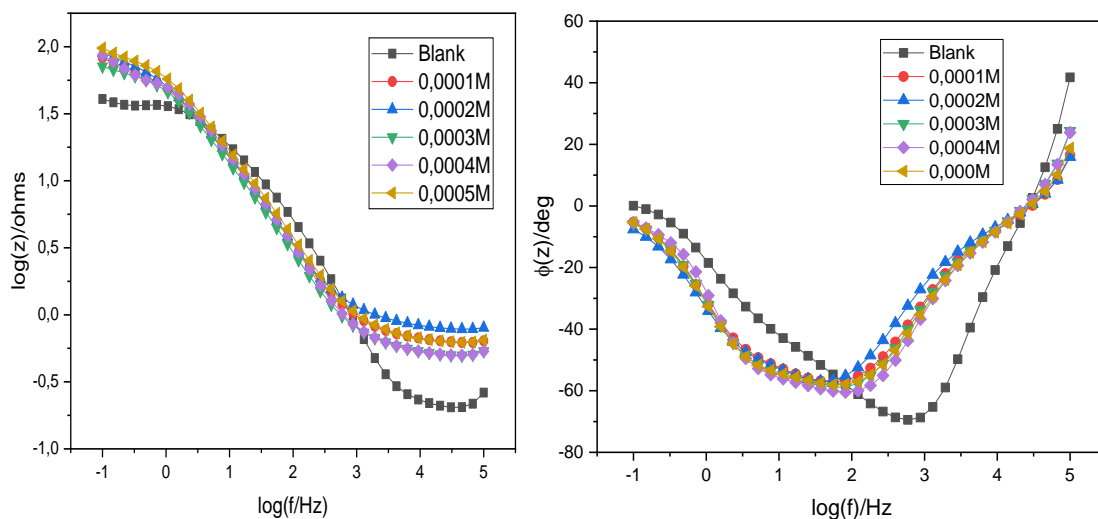 2,0
1,5
1,0
0,5
0,0
-0,5
-1,0
log(z)/ohms
-1
0
1
2
3
4
5
log(f/Hz)
Blank
0,0001M
0,0002M
0,0003M
0,0004M
0,0005M
60
40
20
0
-20
-40
-60
-80
ϕ(z)/deg
-1
0
1
2
3
4
5
log(f)/Hz
Blank
0,0001M
0,0002M
0,0003M
0,0004M
0,000M